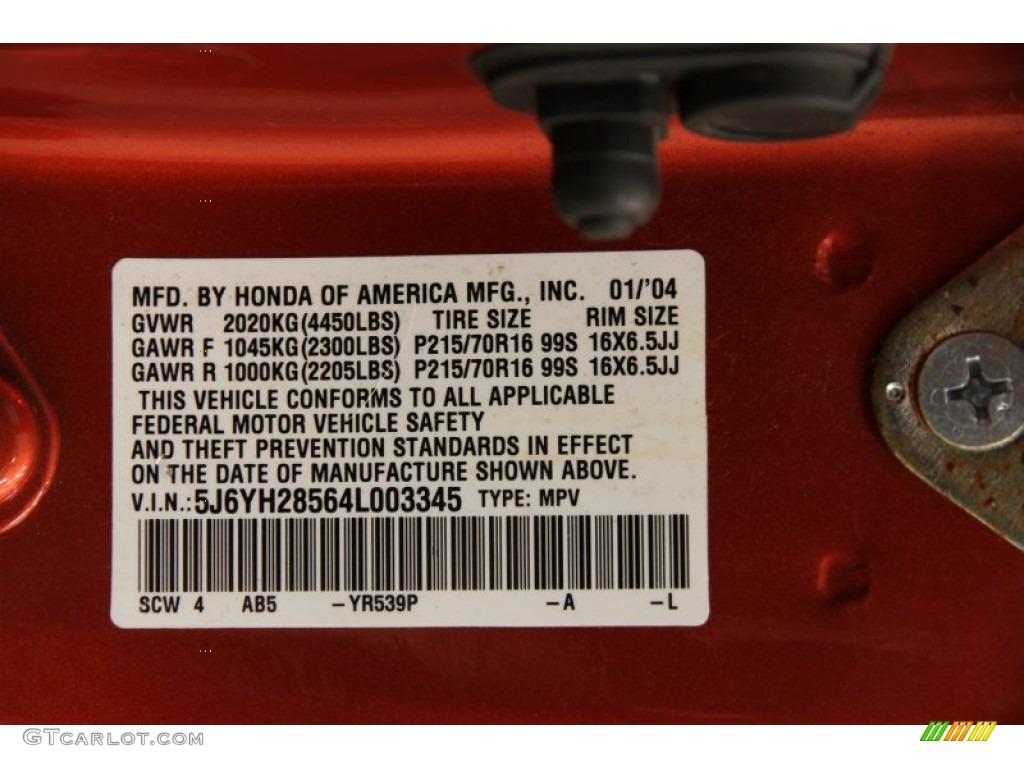 MFD. BY HONDA OF AMERICA MFG., INC. 01/'04
GVWR 2020KG(4450LBS) TIRE SIZE RIM SIZE
GAWR F 1045KG(2300LBS) P215/70R16 99S 16X6.5JJ
GAWR R 1000KG(2205LBS) P215/70R16 99S 16X6.5JJ
THIS VEHICLE CONFORMS TO ALL APPLICABLE
FEDERAL MOTOR VEHICLE SAFETY
AND THEFT PREVENTION STANDARDS IN EFFECT
ON THE DATE OF MANUFACTURE SHOWN ABOVE.
V.I.N.: 5J6YH28564L003345 TYPE: MPV
SCW 4 AB5 -YR539P -A -L
GTCARLOT.COM